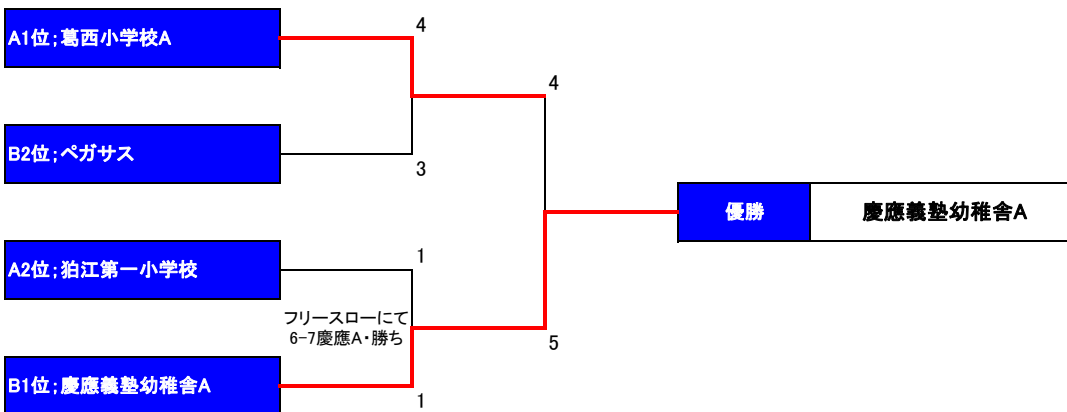 A1位;葛西小学校A
4
4
B2位;ペガサス
3
優勝
慶應義塾幼稚舎A
A2位;狛江第一小学校
1
フリースローにて
6-7慶應A・勝ち
5
B1位;慶應義塾幼稚舎A
1